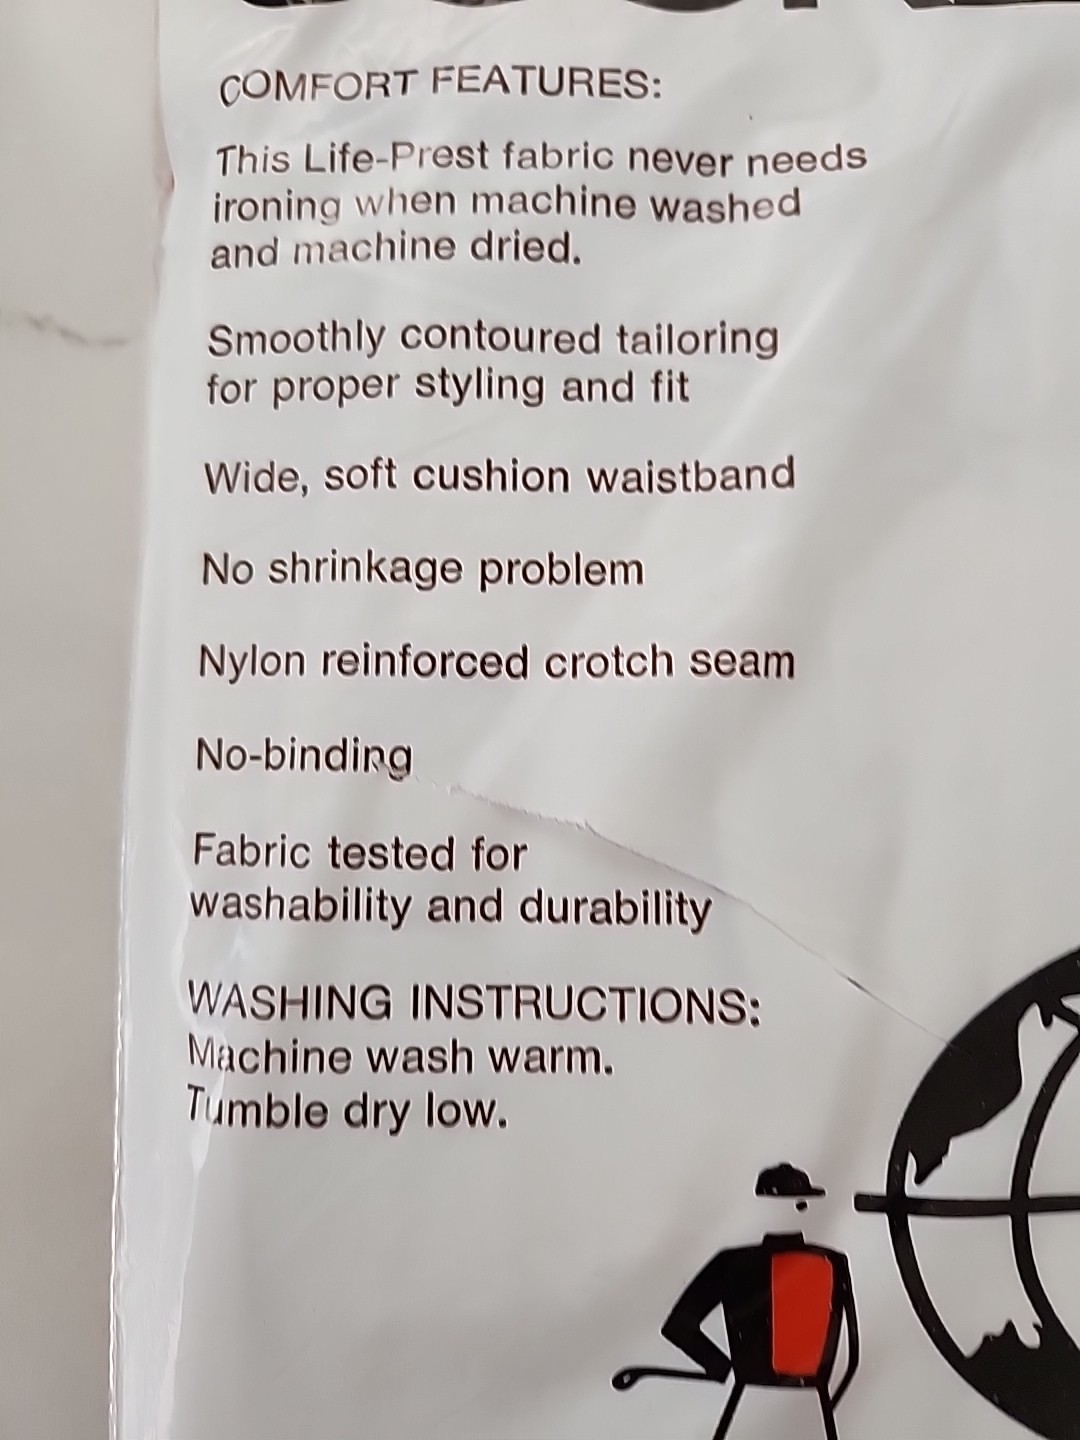 COMFORT FEATURES:
This Life-Prest fabric never needs
ironing when machine washed
and machine dried.
Smoothly contoured tailoring
for proper styling and fit
Wide, soft cushion waistband
No shrinkage problem
Nylon reinforced crotch seam
No-binding
Fabric tested for
washability and durability
WASHING INSTRUCTIONS:
Machine wash warm.
Tumble dry low.